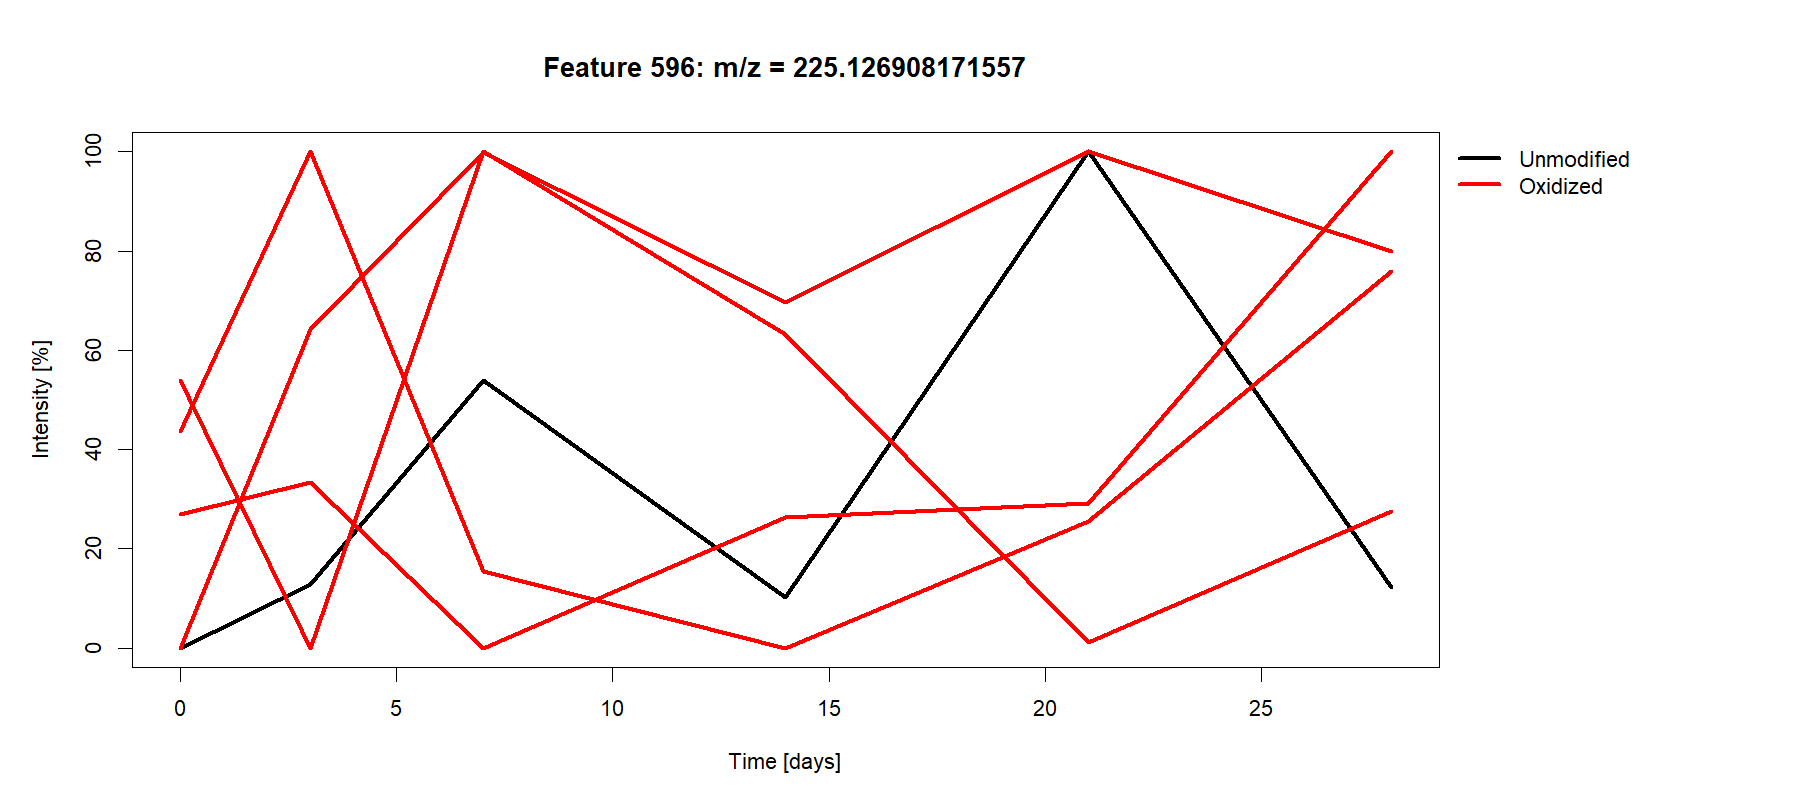 Feature 596: m/z = 225.126908171557
Unmodified
Oxidized
Intensity [%]
100
80
60
40
20
0
0 5 10 15 20 25
Time [days]